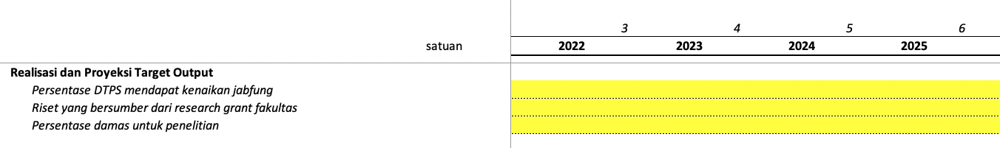 3 4 5 6
satuan 2022 2023 2024 2025
Realisasi dan Proyeksi Target Output
Persentase DTPS mendapat kenaikan jabfung
Riset yang bersumber dari research grant fakultas
Persentase damas untuk penelitian